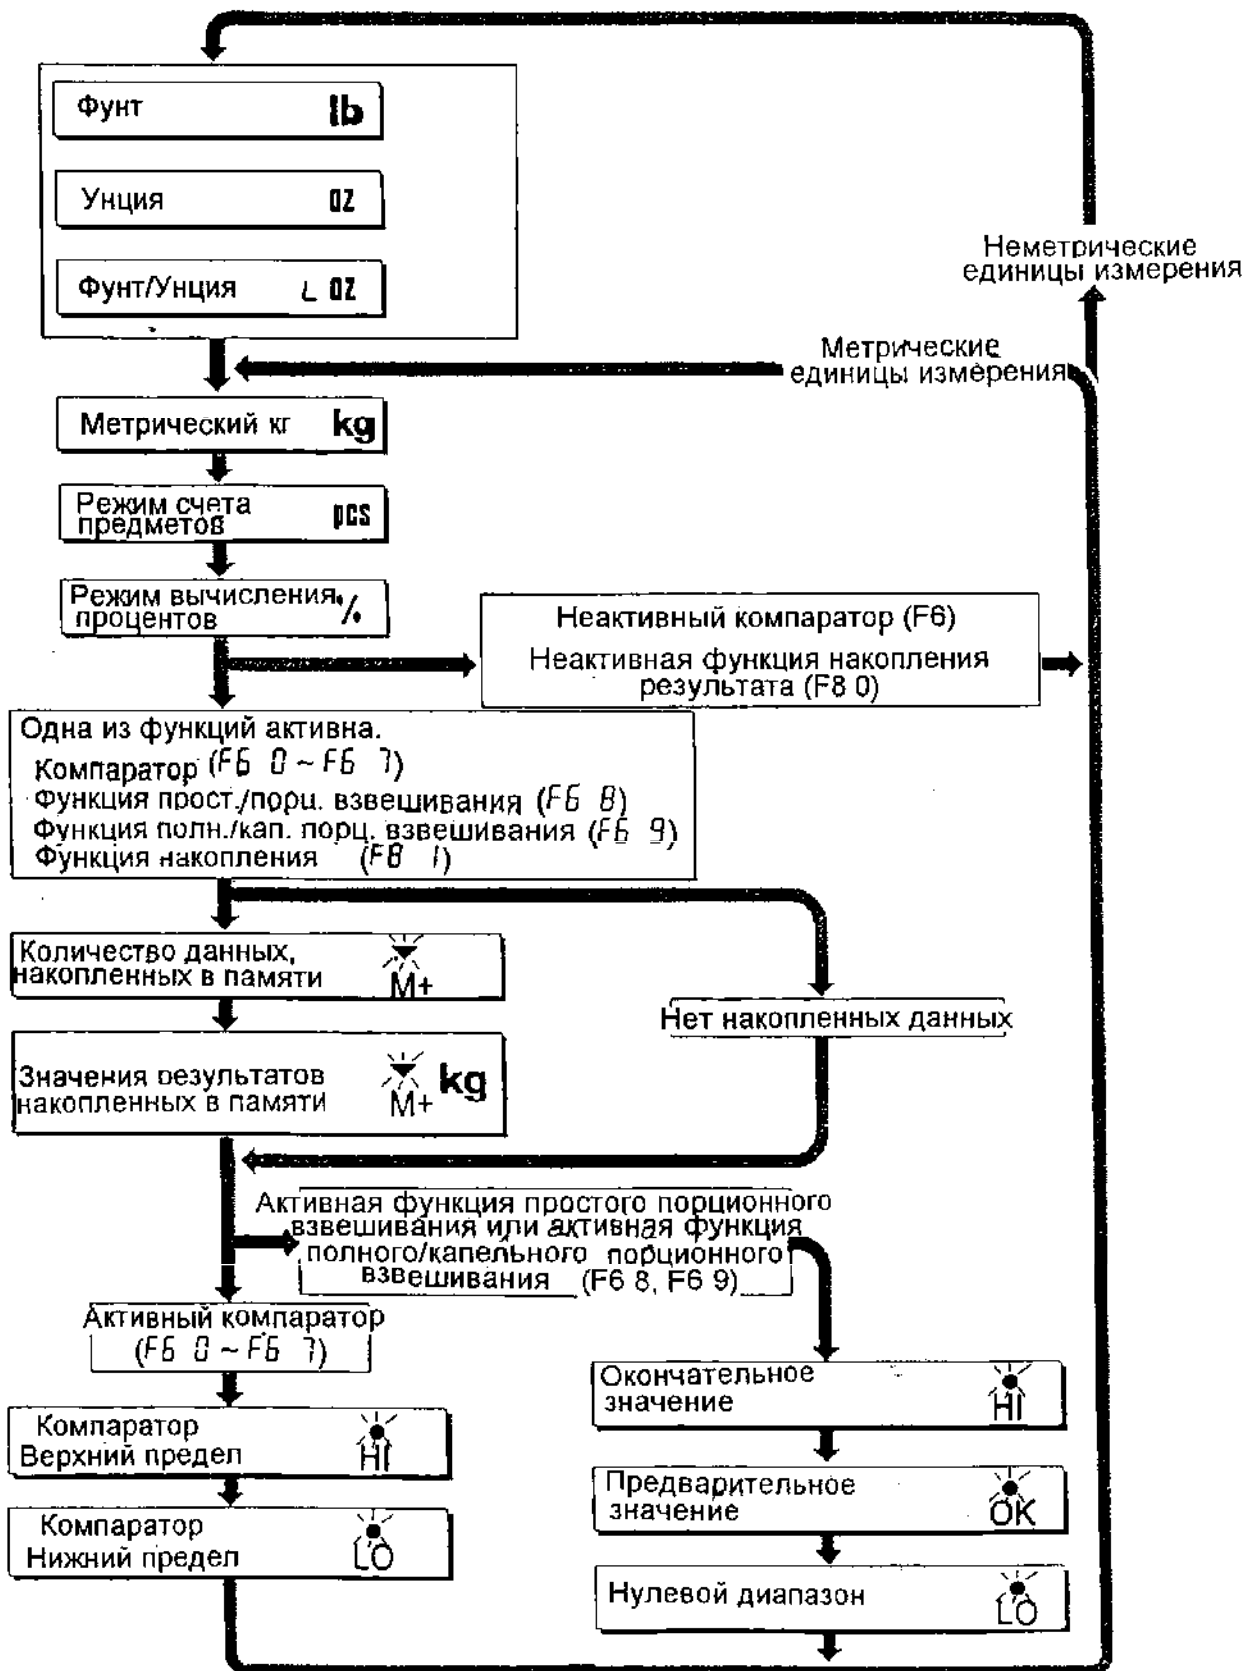 Фунт lb
Унция oz
Фунт/Унция L oz
Неметрические
единицы измерения
Метрические
единицы измерения
Метрический кг kg
Режим счета
предметов pcs
Режим вычисления
процентов %
Неактивный компаратор (F6)
Неактивная функция накопления
результата (F8 0)
Одна из функций активна.
Компаратор (F6 0 ~ F6 7)
Функция прост./порц. взвешивания (F6 8)
Функция полн./кап. порц. взвешивания (F6 9)
Функция накопления (F8 1)
Количество данных,
накопленных в памяти M+
Нет накопленных данных
Значения результатов
накопленных в памяти M+ kg
Активная функция простого порционного
взвешивания или активная функция
полного/капельного порционного
взвешивания (F6 8, F6 9)
Активный компаратор
(F6 0 ~ F6 7)
Окончательное
значение HI
Компаратор
Верхний предел HI
Предварительное
значение OK
Компаратор
Нижний предел LO
Нулевой диапазон LO